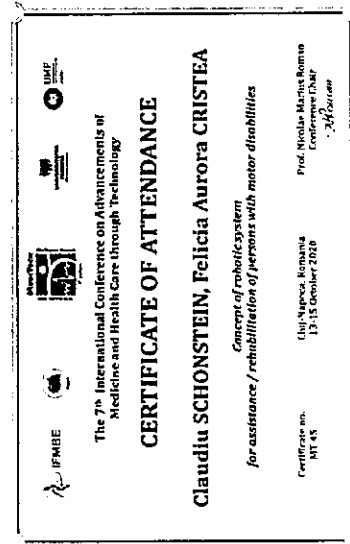 IFMBE
UMF
The 7th International Conference on Advancements of
Medicine and Health Care through Technology
CERTIFICATE OF ATTENDANCE
Claudiu SCHONSTEIN, Felicia Aurora CRISTEA
Concept of robotic system
for assistance / rehabilitation of persons with motor disabilities
Certificate no.
MT 45
Cluj-Napoca, Romania
13-15 October 2020
Prof. Nicolae Marius Roman
Conference Chair